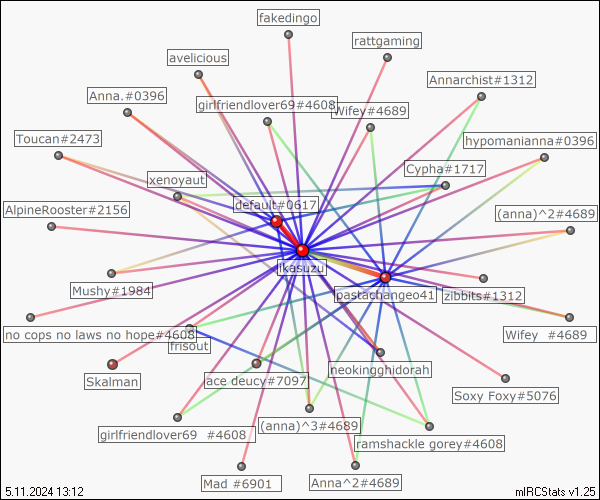 fakedingo
rattgaming
avelicious
Annarchist#1312
Anna.#0396
girlfriendlover69#4608
Wifey#4689
Toucan#2473
hypomanianna#0396
Cypha#1717
xenoyaut
default#0617
AlpineRooster#2156
(anna)^2#4689
ikasuzu
Mushy#1984
pastachangeo41
zibbits#1312
no cops no laws no hope#4608
Wifey #4689
frisout
neokingghidorah
Skalman
ace deucy#7097
Soxy Foxy#5076
(anna)^3#4689
girlfriendlover69 #4608
ramshackle gorey#4608
Mad #6901
Anna^2#4689
5.11.2024 13:12
mIRCStats v1.25